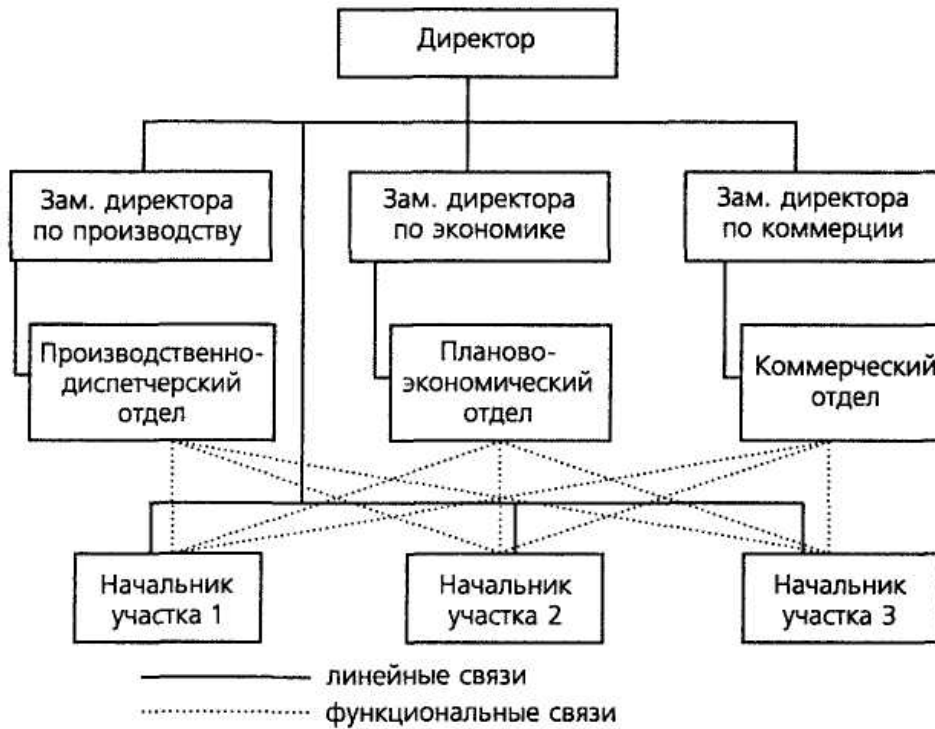 Директор
Зам. директора
по производству
Зам. директора
по экономике
Зам. директора
по коммерции
Производственно-
диспетчерский
отдел
Планово-
экономический
отдел
Коммерческий
отдел
Начальник
участка 1
Начальник
участка 2
Начальник
участка 3
линейные связи
функциональные связи